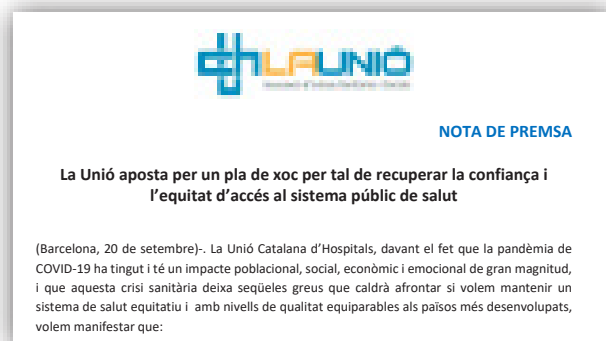 LA UNIÓ
NOTA DE PREMSA
La Unió aposta per un pla de xoc per tal de recuperar la confiança i
l'equitat d'accés al sistema públic de salut
(Barcelona, 20 de setembre)-. La Unió Catalana d'Hospitals, davant el fet que la pandèmia de
COVID-19 ha tingut i té un impacte poblacional, social, econòmic i emocional de gran magnitud,
i que aquesta crisi sanitària deixa seqüeles greus que caldrà afrontar si volem mantenir un
sistema de salut equitatiu i amb nivells de qualitat equiparables als països més desenvolupats,
volem manifestar que: